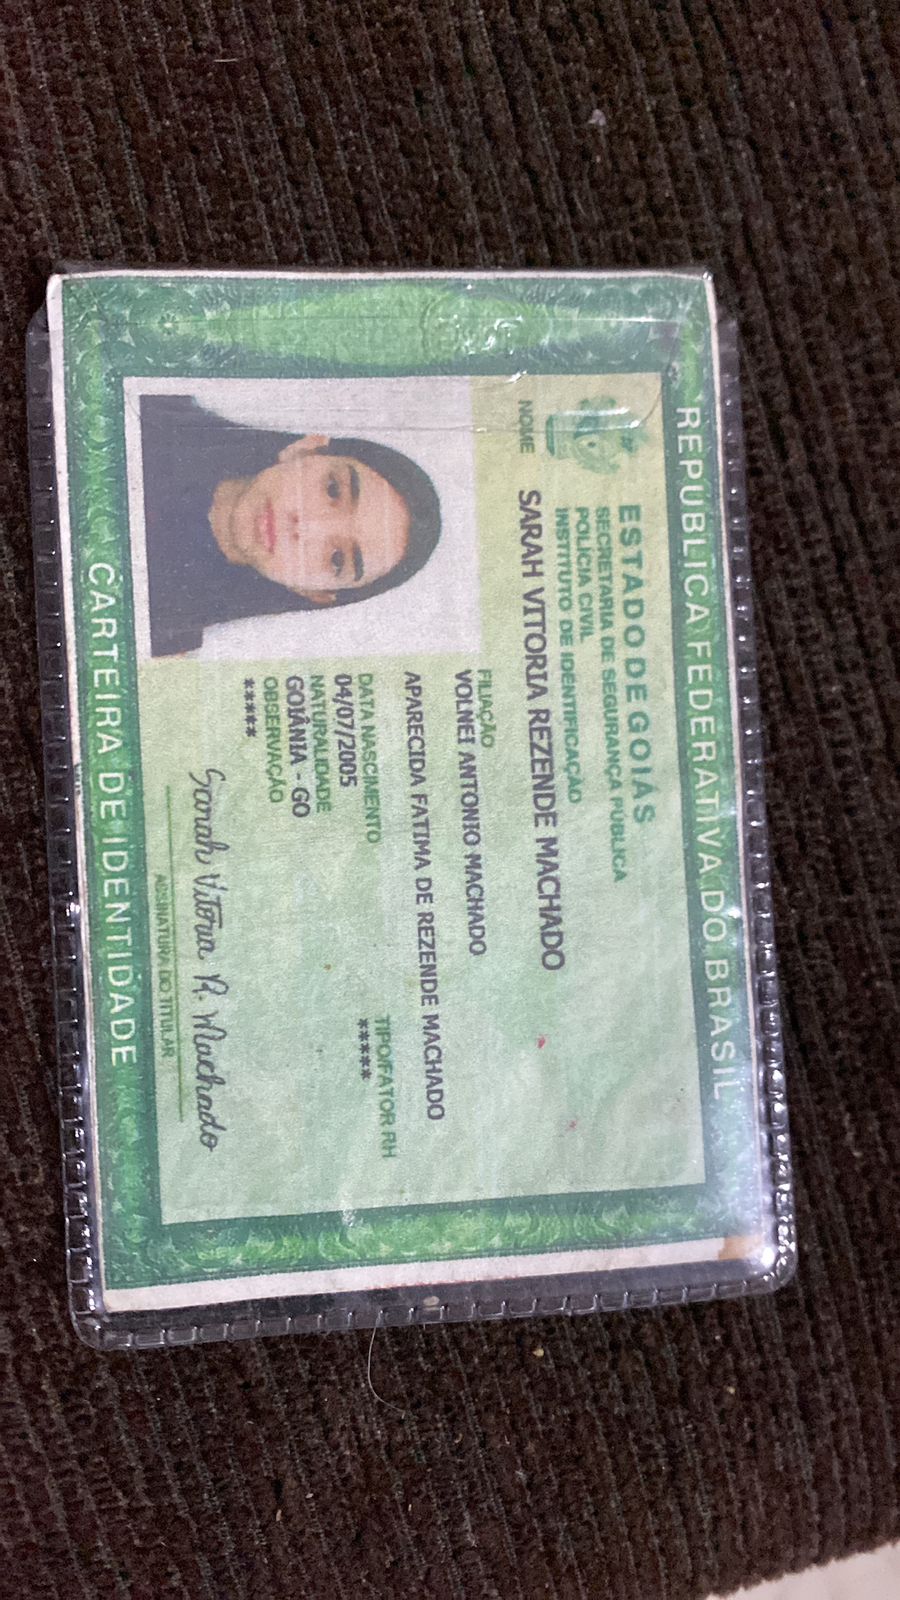 REPÚBLICA FEDERATIVA DO BRASIL
ESTADO DE GOIÁS
SECRETARIA DE SEGURANÇA PÚBLICA
POLÍCIA CIVIL
INSTITUTO DE IDENTIFICAÇÃO
NOME SARAH VITORIA REZENDE MACHADO
FILIAÇÃO
VOLNEI ANTONIO MACHADO
APARECIDA FATIMA DE REZENDE MACHADO
DATA NASCIMENTO TIPO/FATOR RH
04/07/2005 *****
NATURALIDADE
GOIÂNIA - GO
OBSERVAÇÃO
*****
Sarah Vitória R. Machado
ASSINATURA DO TITULAR
CARTEIRA DE IDENTIDADE